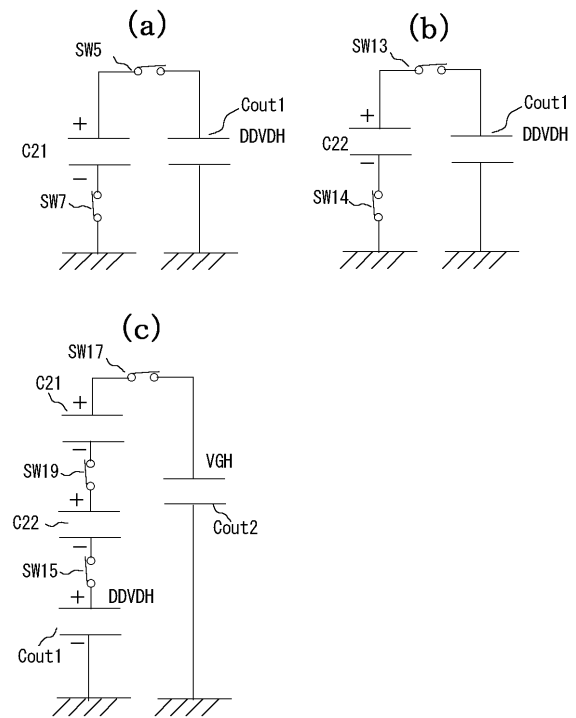 (a)
SW5
Cout1
DDVDH
+
C21
−
SW7
(b)
SW13
Cout1
DDVDH
+
C22
−
SW14
(c)
SW17
C21
+
−
SW19
VGH
+
C22
Cout2
−
SW15
+
DDVDH
Cout1
−